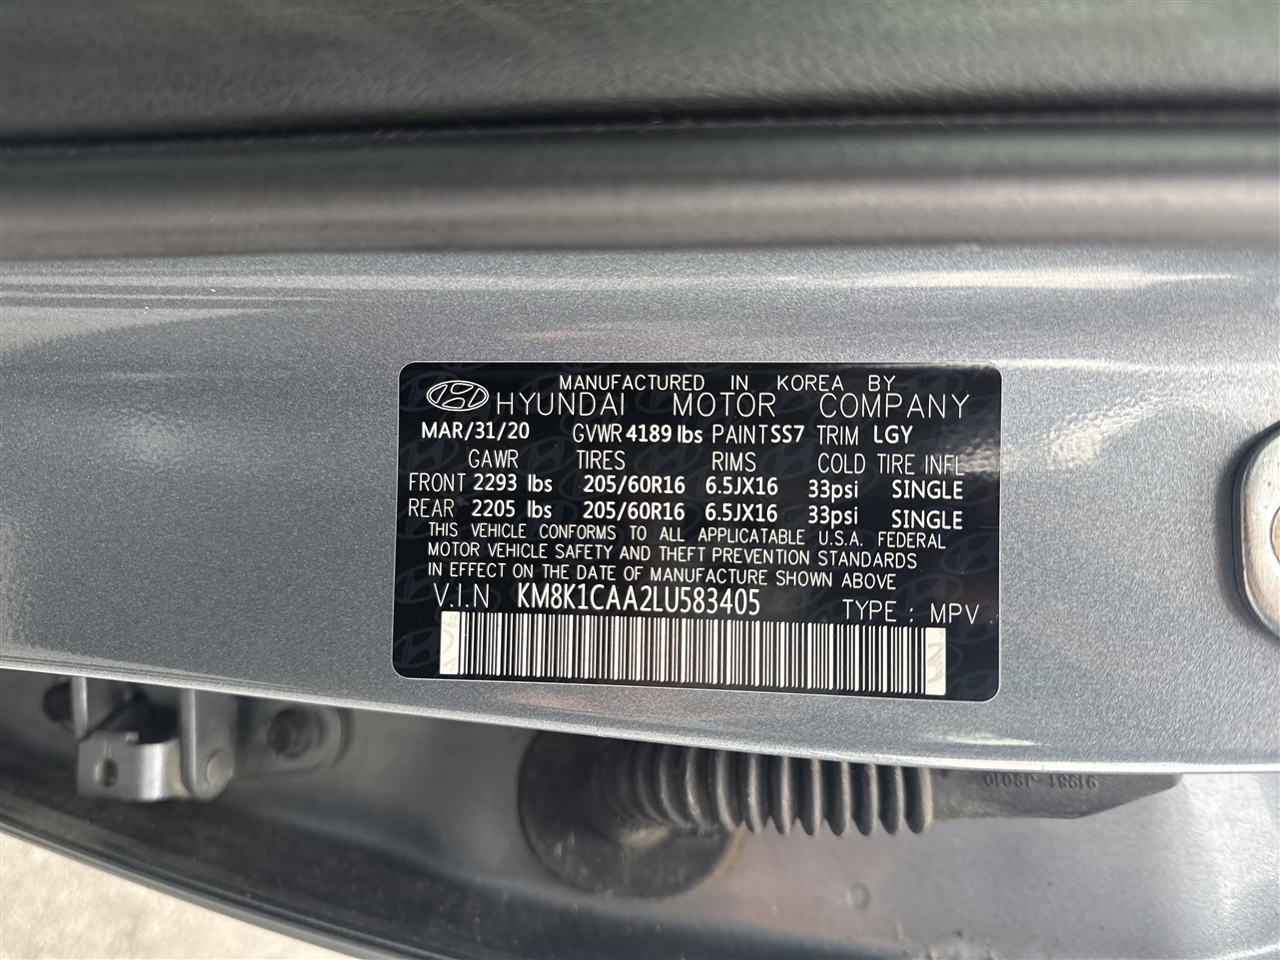 MANUFACTURED IN KOREA BY
HYUNDAI MOTOR COMPANY
MAR/31/20 GVWR 4189 lbs PAINT SS7 TRIM LGY
GAWR TIRES RIMS COLD TIRE INFL
FRONT 2293 lbs 205/60R16 6.5JX16 33psi SINGLE
REAR 2205 lbs 205/60R16 6.5JX16 33psi SINGLE
THIS VEHICLE CONFORMS TO ALL APPLICATABLE U.S.A. FEDERAL
MOTOR VEHICLE SAFETY AND THEFT PREVENTION STANDARDS
IN EFFECT ON THE DATE OF MANUFACTURE SHOWN ABOVE
V.I.N KM8K1CAA2LU583405 TYPE : MPV